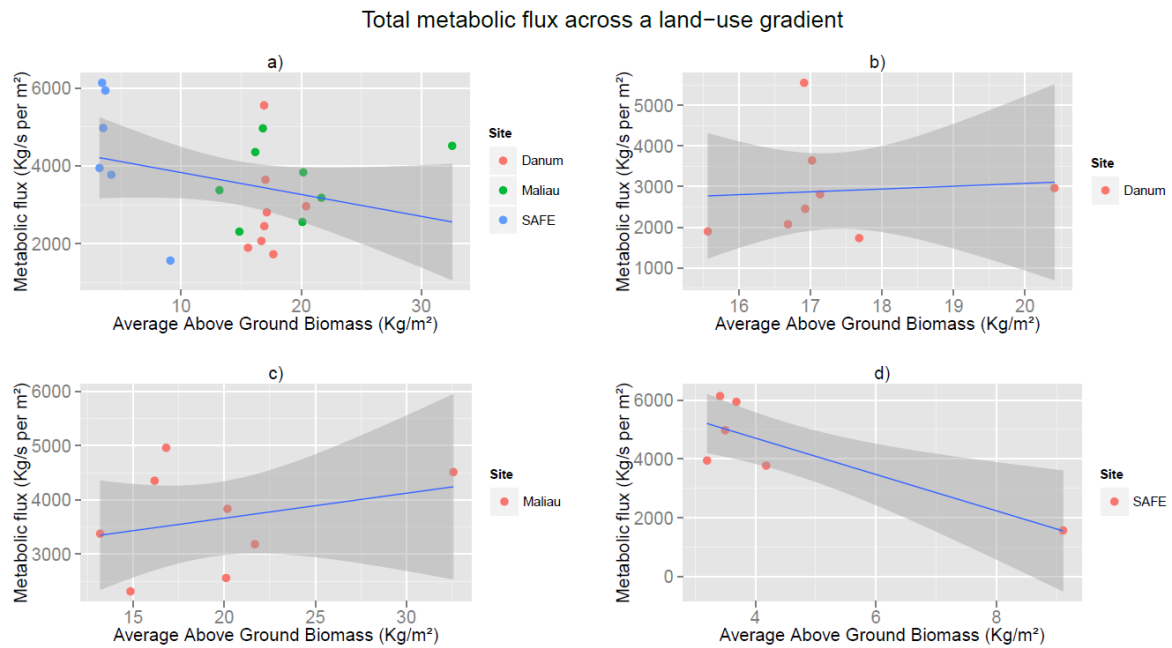 Total metabolic flux across a land−use gradient
a)
Metabolic flux (Kg/s per m²)
6000
4000
2000
10
20
30
Average Above Ground Biomass (Kg/m²)
Site
Danum
Maliau
SAFE
b)
Metabolic flux (Kg/s per m²)
5000
4000
3000
2000
1000
16
17
18
19
20
Average Above Ground Biomass (Kg/m²)
Site
Danum
c)
Metabolic flux (Kg/s per m²)
6000
5000
4000
3000
15
20
25
30
Average Above Ground Biomass (Kg/m²)
Site
Maliau
d)
Metabolic flux (Kg/s per m²)
6000
4000
2000
0
4
6
8
Average Above Ground Biomass (Kg/m²)
Site
SAFE